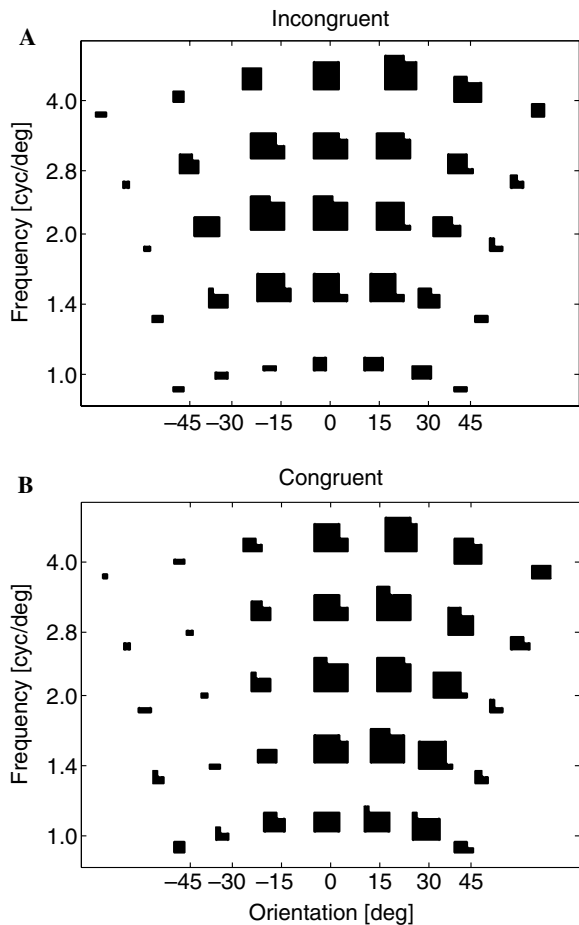 Incongruent
A
4.0
2.8
2.0
1.4
1.0
Frequency [cyc/deg]
−45 −30 −15 0 15 30 45
Congruent
B
4.0
2.8
2.0
1.4
1.0
Frequency [cyc/deg]
−45 −30 −15 0 15 30 45
Orientation [deg]